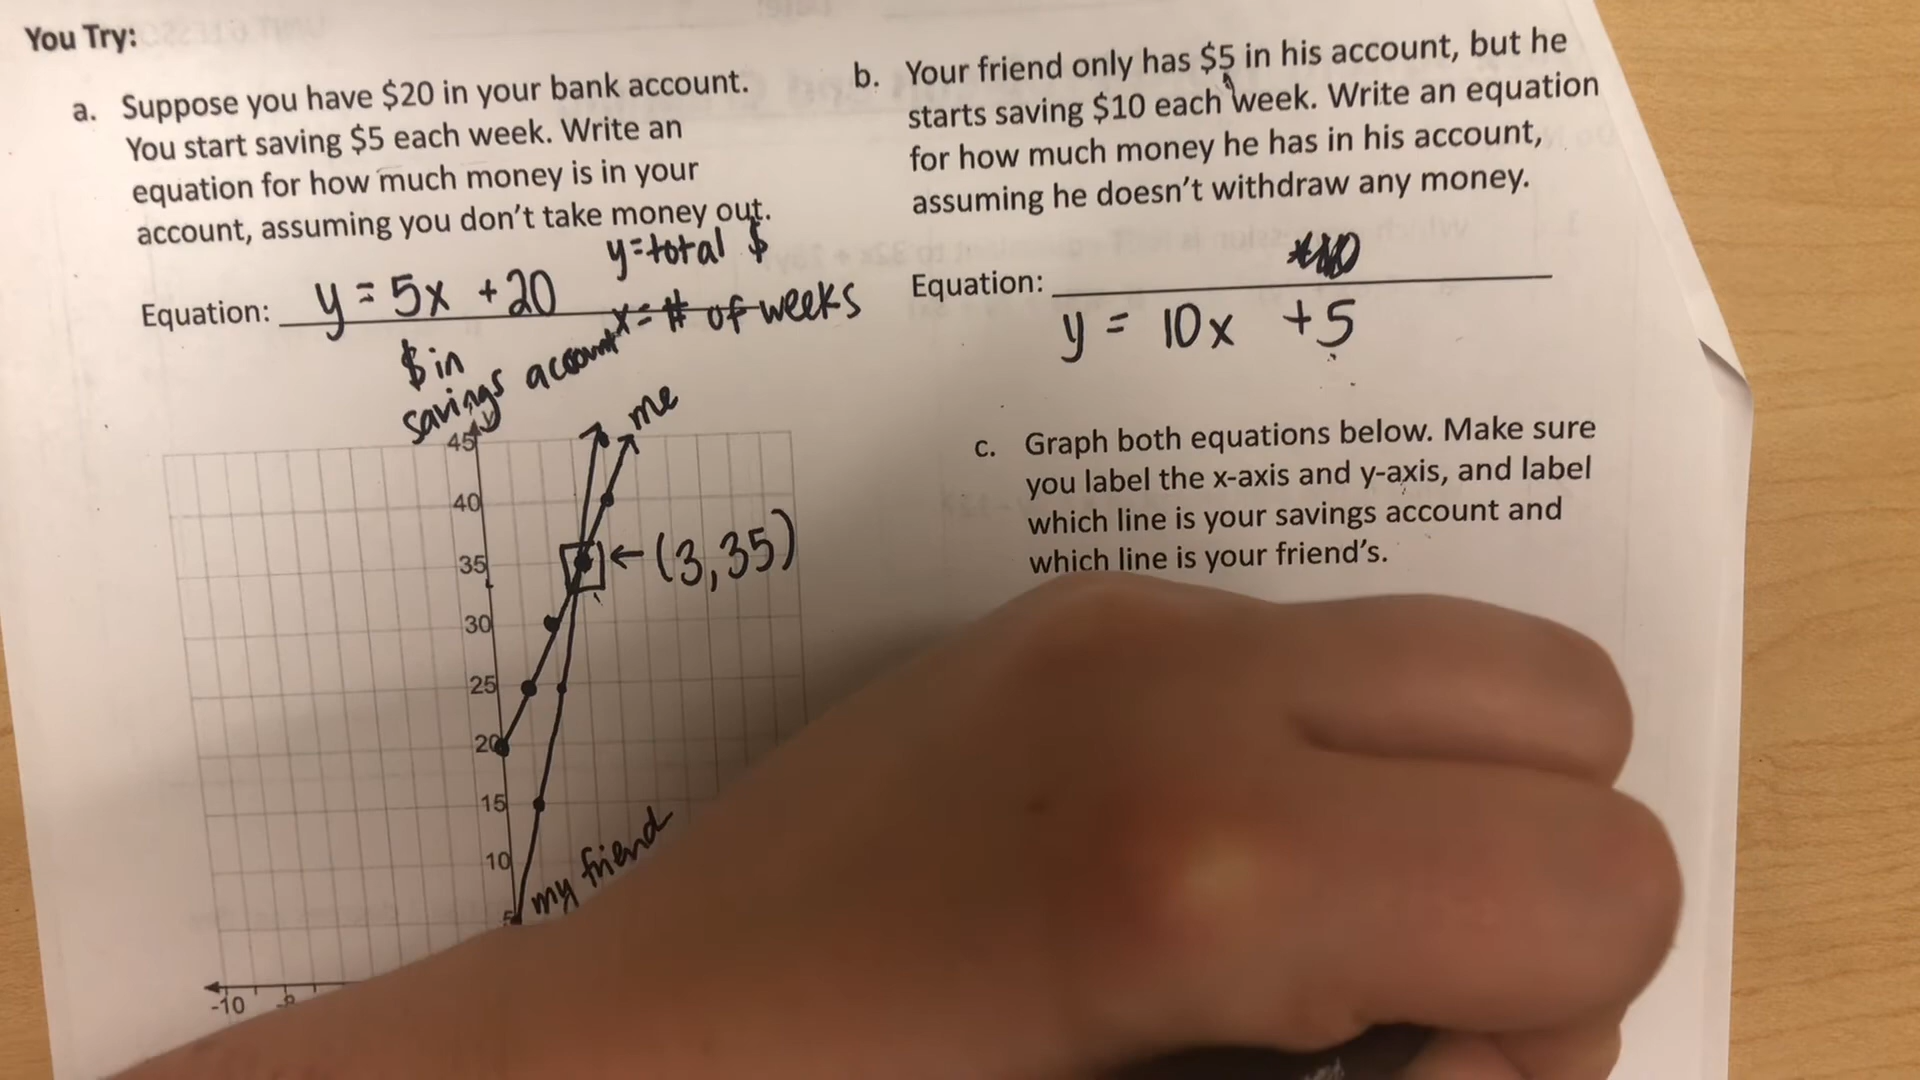 You Try:
a. Suppose you have $20 in your bank account.
You start saving $5 each week. Write an
equation for how much money is in your
account, assuming you don't take money out.
y=total $
Equation: y = 5x +20
x = # of weeks
$ in
savings account
me
45
40
35
← (3,35)
30
25
20
15
10
5
my friend
-10
-8
b. Your friend only has $5 in his account, but he
starts saving $10 each week. Write an equation
for how much money he has in his account,
assuming he doesn't withdraw any money.
Equation:
y = 10x +5
c. Graph both equations below. Make sure
you label the x-axis and y-axis, and label
which line is your savings account and
which line is your friend's.